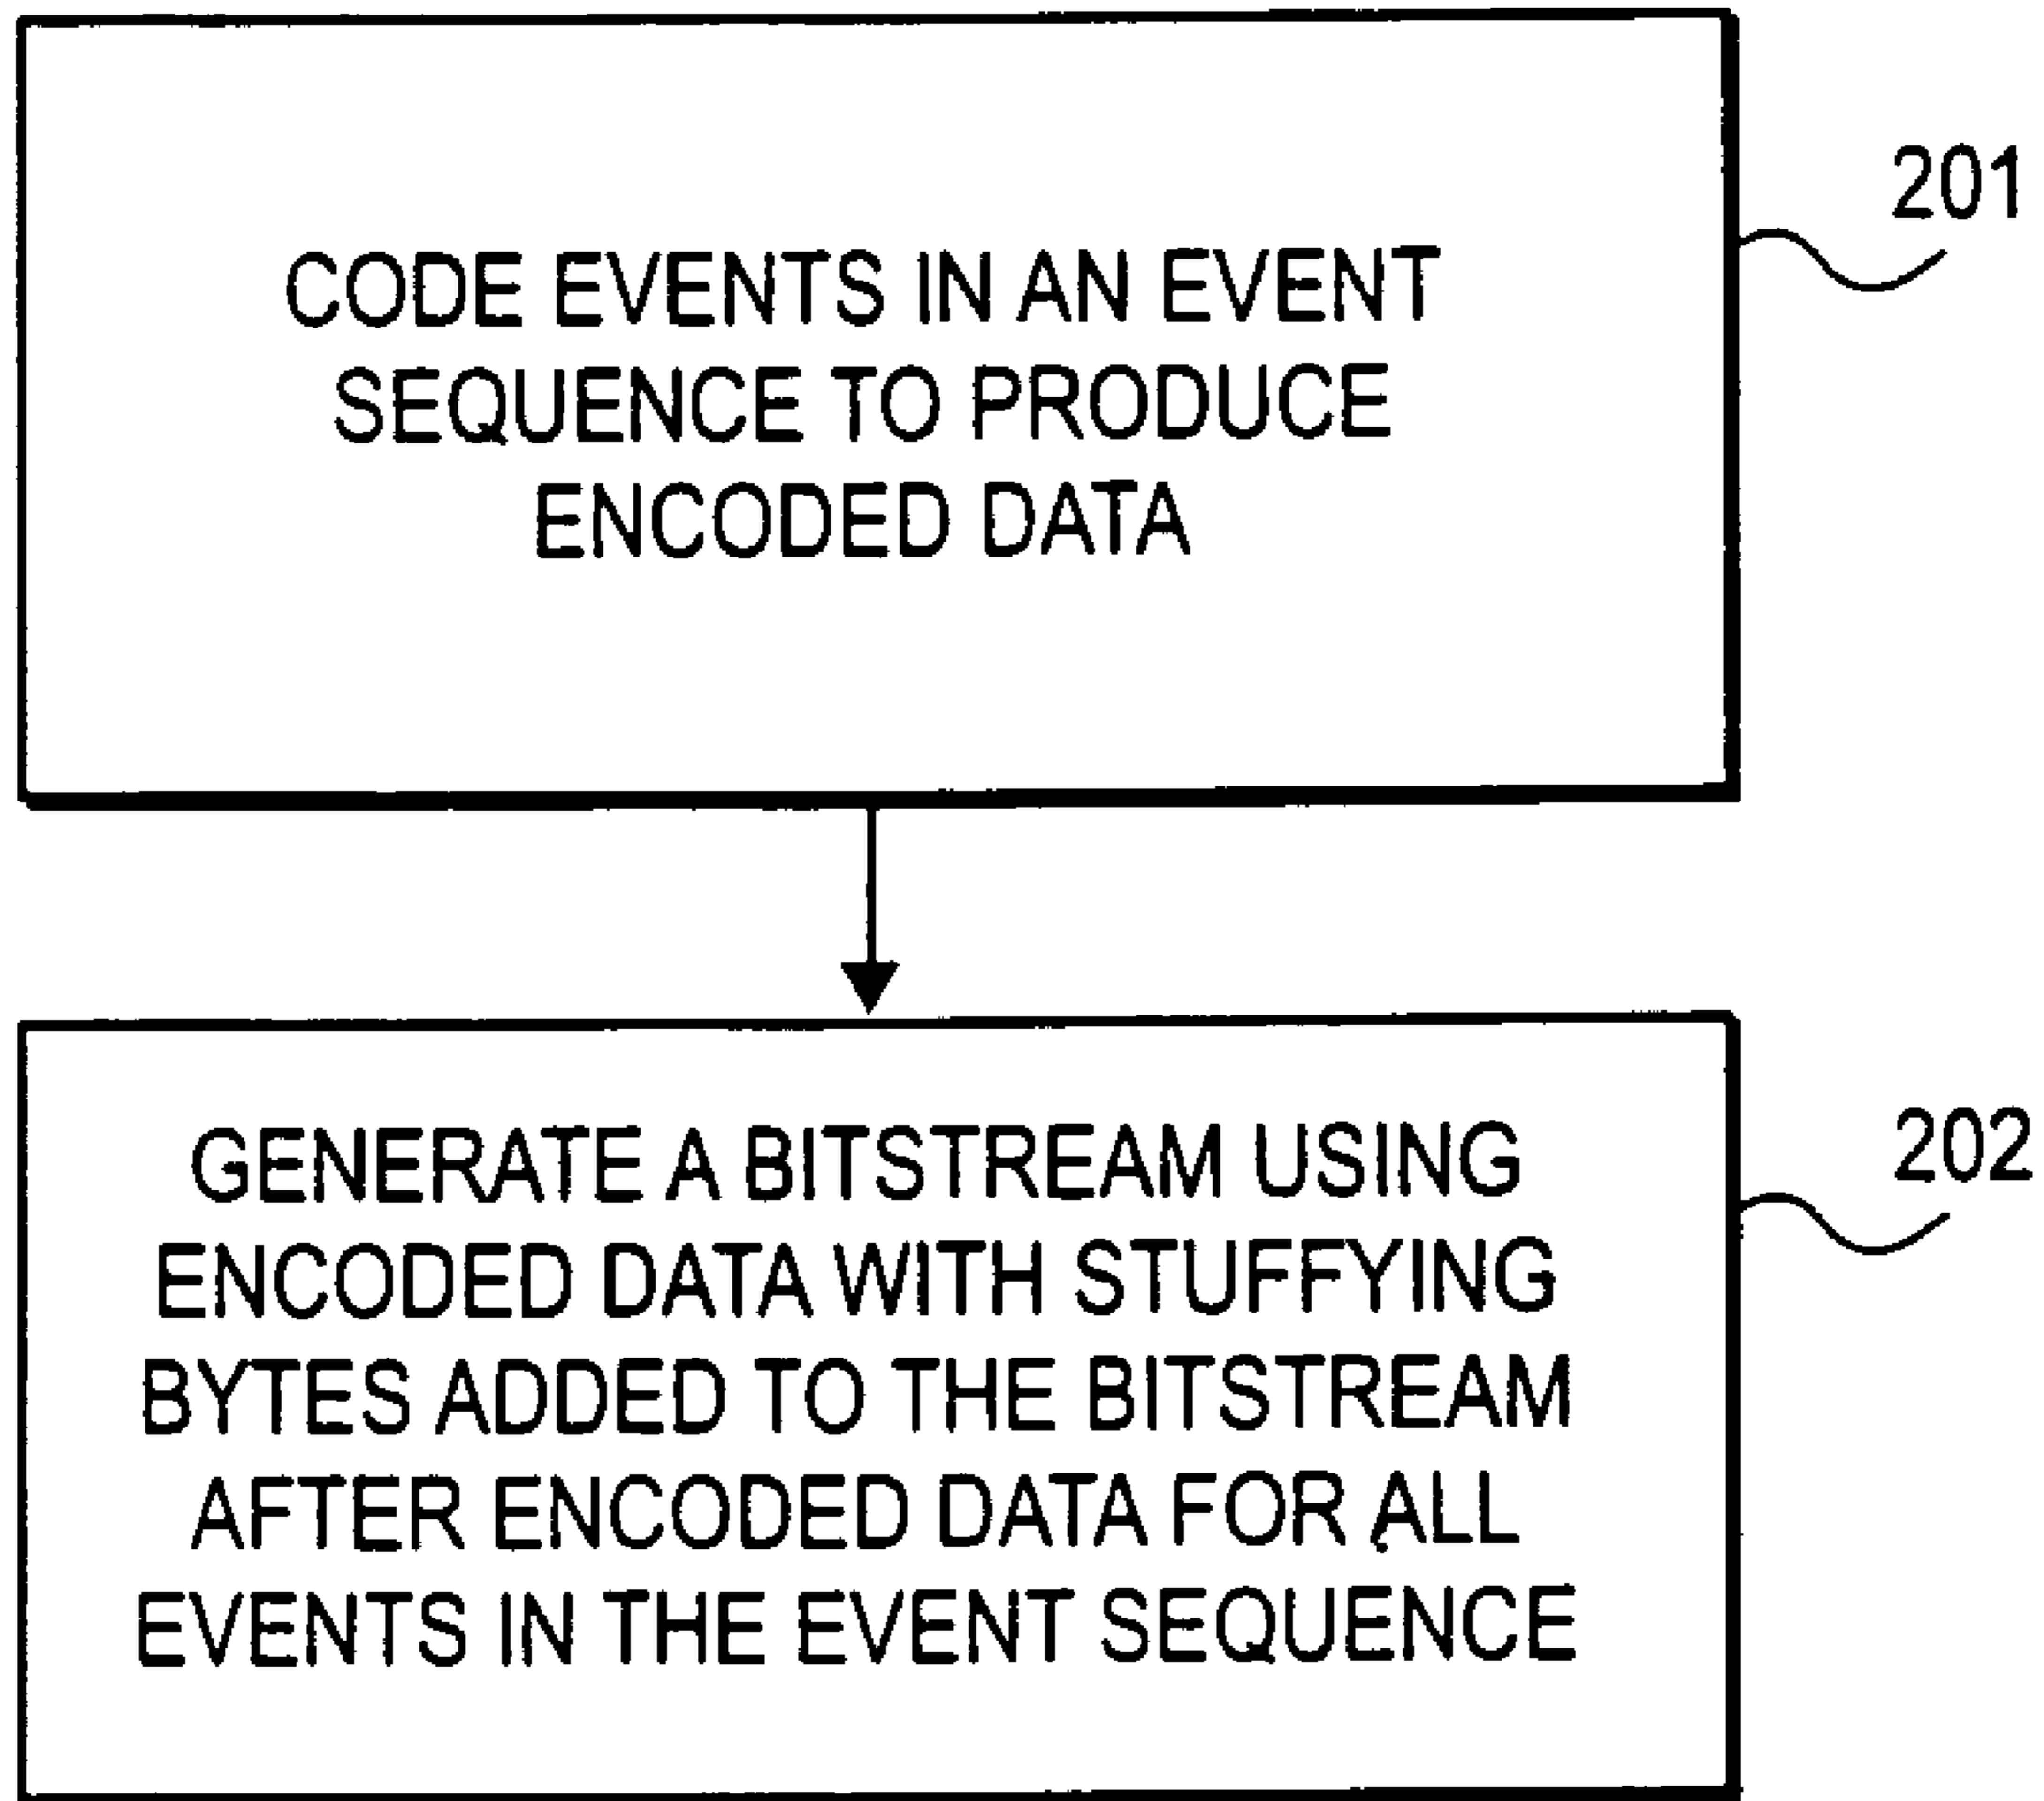 CODE EVENTS IN AN EVENT
SEQUENCE TO PRODUCE
ENCODED DATA
201
GENERATE A BITSTREAM USING
ENCODED DATA WITH STUFFYING
BYTES ADDED TO THE BITSTREAM
AFTER ENCODED DATA FOR ALL
EVENTS IN THE EVENT SEQUENCE
202